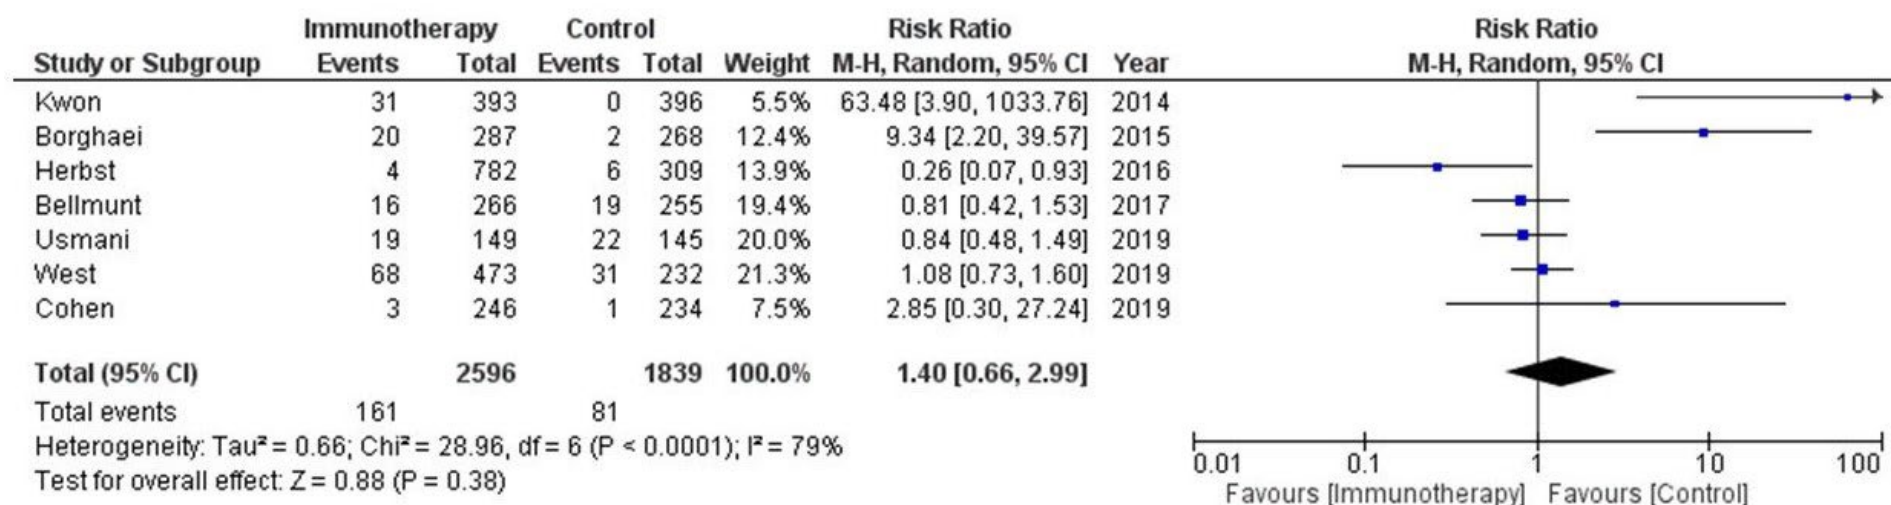 Immunotherapy Control Risk Ratio Risk Ratio
Study or Subgroup Events Total Events Total Weight M-H, Random, 95% CI Year M-H, Random, 95% CI
Kwon 31 393 0 396 5.5% 63.48 [3.90, 1033.76] 2014
Borghaei 20 287 2 268 12.4% 9.34 [2.20, 39.57] 2015
Herbst 4 782 6 309 13.9% 0.26 [0.07, 0.93] 2016
Bellmunt 16 266 19 255 19.4% 0.81 [0.42, 1.53] 2017
Usmani 19 149 22 145 20.0% 0.84 [0.48, 1.49] 2019
West 68 473 31 232 21.3% 1.08 [0.73, 1.60] 2019
Cohen 3 246 1 234 7.5% 2.85 [0.30, 27.24] 2019
Total (95% CI) 2596 1839 100.0% 1.40 [0.66, 2.99]
Total events 161 81
Heterogeneity: Tau² = 0.66; Chi² = 28.96, df = 6 (P < 0.0001); I² = 79%
Test for overall effect: Z = 0.88 (P = 0.38)
0.01 0.1 1 10 100
Favours [Immunotherapy] Favours [Control]